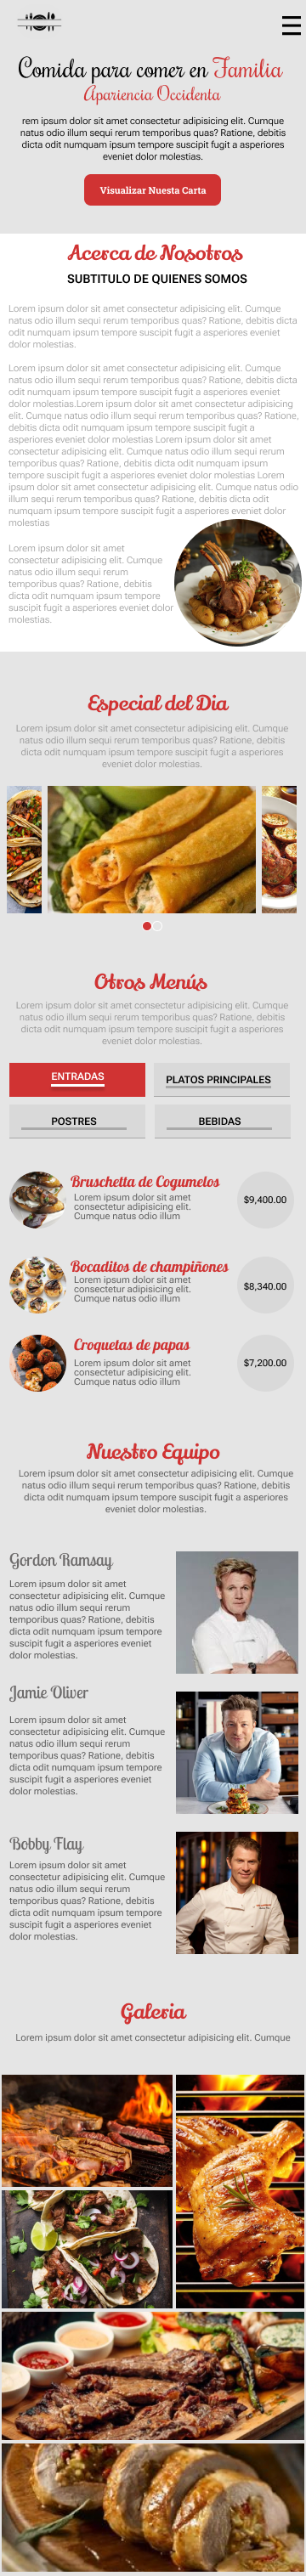 Comida para comer en Familia
Apariencia Occidenta
rem ipsum dolor sit amet consectetur adipisicing elit. Cumque
natus odio illum sequi rerum temporibus quas? Ratione, debitis
dicta odit numquam ipsum tempore suscipit fugit a asperiores
eveniet dolor molestias.
Visualizar Nuesta Carta
Acerca de Nosotros
SUBTITULO DE QUIENES SOMOS
Lorem ipsum dolor sit amet consectetur adipisicing elit. Cumque
natus odio illum sequi rerum temporibus quas? Ratione, debitis dicta
odit numquam ipsum tempore suscipit fugit a asperiores eveniet
dolor molestias.
Lorem ipsum dolor sit amet consectetur adipisicing elit. Cumque
natus odio illum sequi rerum temporibus quas? Ratione, debitis dicta
odit numquam ipsum tempore suscipit fugit a asperiores eveniet
dolor molestias.Lorem ipsum dolor sit amet consectetur adipisicing
elit. Cumque natus odio illum sequi rerum temporibus quas? Ratione,
debitis dicta odit numquam ipsum tempore suscipit fugit a
asperiores eveniet dolor molestias Lorem ipsum dolor sit amet
consectetur adipisicing elit. Cumque natus odio illum sequi rerum
temporibus quas? Ratione, debitis dicta odit numquam ipsum
tempore suscipit fugit a asperiores eveniet dolor molestias Lorem
ipsum dolor sit amet consectetur adipisicing elit. Cumque natus odio
illum sequi rerum temporibus quas? Ratione, debitis dicta odit
numquam ipsum tempore suscipit fugit a asperiores eveniet dolor
molestias
Lorem ipsum dolor sit amet
consectetur adipisicing elit. Cumque
natus odio illum sequi rerum
temporibus quas? Ratione, debitis
dicta odit numquam ipsum tempore
suscipit fugit a asperiores eveniet dolor
molestias.
Especial del Dia
Lorem ipsum dolor sit amet consectetur adipisicing elit. Cumque
natus odio illum sequi rerum temporibus quas? Ratione, debitis
dicta odit numquam ipsum tempore suscipit fugit a asperiores
eveniet dolor molestias.
Otros Menús
Lorem ipsum dolor sit amet consectetur adipisicing elit. Cumque
natus odio illum sequi rerum temporibus quas? Ratione, debitis
dicta odit numquam ipsum tempore suscipit fugit a asperiores
eveniet dolor molestias.
ENTRADAS
PLATOS PRINCIPALES
POSTRES
BEBIDAS
Bruschetta de Cogumelos
Lorem ipsum dolor sit amet
consectetur adipisicing elit.
Cumque natus odio illum
$9,400.00
Bocaditos de champiñones
Lorem ipsum dolor sit amet
consectetur adipisicing elit.
Cumque natus odio illum
$8,340.00
Croquetas de papas
Lorem ipsum dolor sit amet
consectetur adipisicing elit.
Cumque natus odio illum
$7,200.00
Nuestro Equipo
Lorem ipsum dolor sit amet consectetur adipisicing elit. Cumque
natus odio illum sequi rerum temporibus quas? Ratione, debitis
dicta odit numquam ipsum tempore suscipit fugit a asperiores
eveniet dolor molestias.
Gordon Ramsay
Lorem ipsum dolor sit amet
consectetur adipisicing elit. Cumque
natus odio illum sequi rerum
temporibus quas? Ratione, debitis
dicta odit numquam ipsum tempore
suscipit fugit a asperiores eveniet
dolor molestias.
Jamie Oliver
Lorem ipsum dolor sit amet
consectetur adipisicing elit. Cumque
natus odio illum sequi rerum
temporibus quas? Ratione, debitis
dicta odit numquam ipsum tempore
suscipit fugit a asperiores eveniet
dolor molestias.
Bobby Flay
Lorem ipsum dolor sit amet
consectetur adipisicing elit. Cumque
natus odio illum sequi rerum
temporibus quas? Ratione, debitis
dicta odit numquam ipsum tempore
suscipit fugit a asperiores eveniet
dolor molestias.
Galeria
Lorem ipsum dolor sit amet consectetur adipisicing elit. Cumque